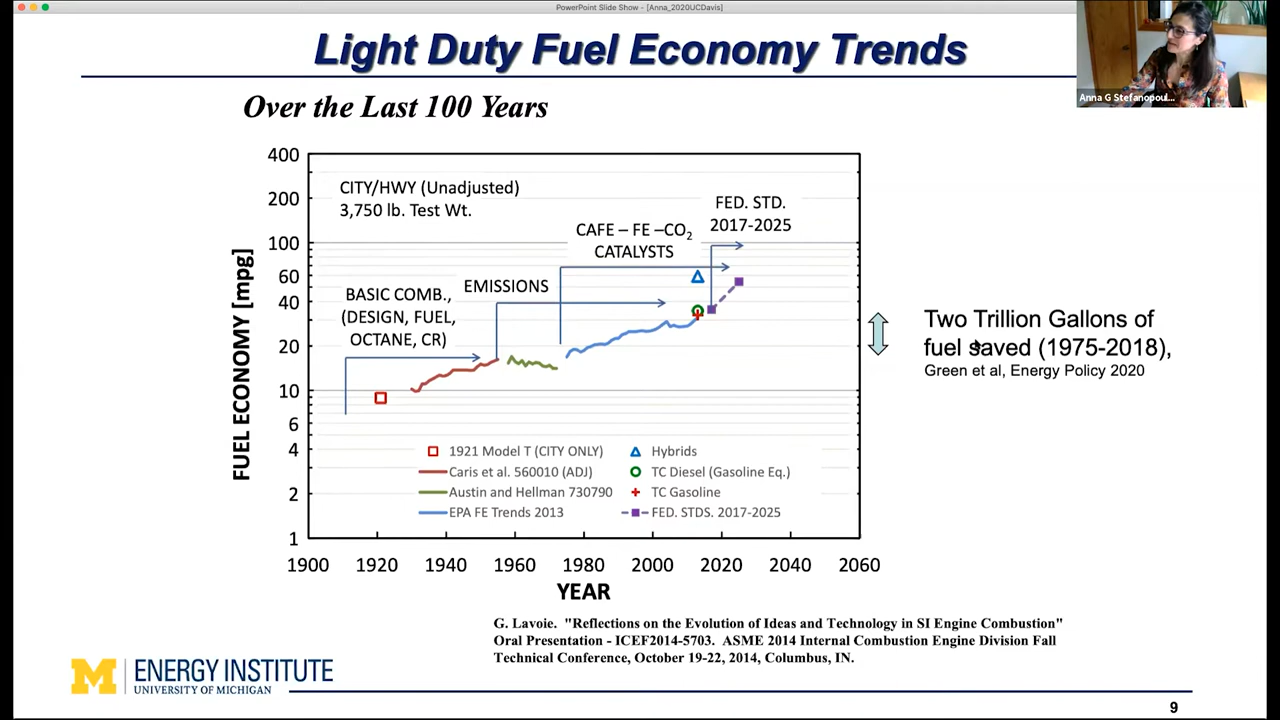 PowerPoint Slide Show - [Anna_2020UCDavis]
Light Duty Fuel Economy Trends
Anna G Stefanopoul...
Over the Last 100 Years
400
200
100
60
40
20
10
6
4
2
1
FUEL ECONOMY [mpg]
CITY/HWY (Unadjusted)
3,750 lb. Test Wt.
BASIC COMB.,
(DESIGN, FUEL,
OCTANE, CR)
EMISSIONS
CAFE – FE –CO₂
CATALYSTS
FED. STD.
2017-2025
1921 Model T (CITY ONLY)
Caris et al. 560010 (ADJ)
Austin and Hellman 730790
EPA FE Trends 2013
Hybrids
TC Diesel (Gasoline Eq.)
TC Gasoline
FED. STDS. 2017-2025
1900 1920 1940 1960 1980 2000 2020 2040 2060
YEAR
Two Trillion Gallons of
fuel saved (1975-2018),
Green et al, Energy Policy 2020
G. Lavoie. "Reflections on the Evolution of Ideas and Technology in SI Engine Combustion"
Oral Presentation - ICEF2014-5703. ASME 2014 Internal Combustion Engine Division Fall
Technical Conference, October 19-22, 2014, Columbus, IN.
M ENERGY INSTITUTE
UNIVERSITY OF MICHIGAN
9